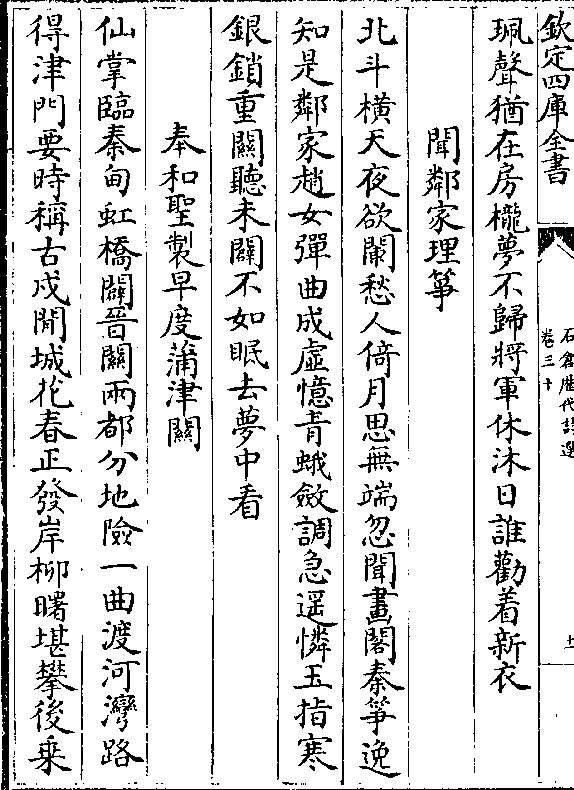 欽定四庫全書
石倉歴代詩選
卷三十
珮聲猶在房櫳夢不歸將軍休沐日誰勸着新衣
聞鄰家理箏
北斗橫天夜欲闌愁人倚月思無端忽聞畫閣秦箏逸
知是鄰家趙女彈曲成虛憶青蛾斂調急遥憐玉指寒
銀鎖重關聽未闢不如眠去夢中看
奉和聖製早度蒲津關
仙掌臨秦甸虹橋闢晉關兩都分地險一曲渡河灣路
得津門要時稱古戍閒城花春正發岸柳曙堪攀後乗